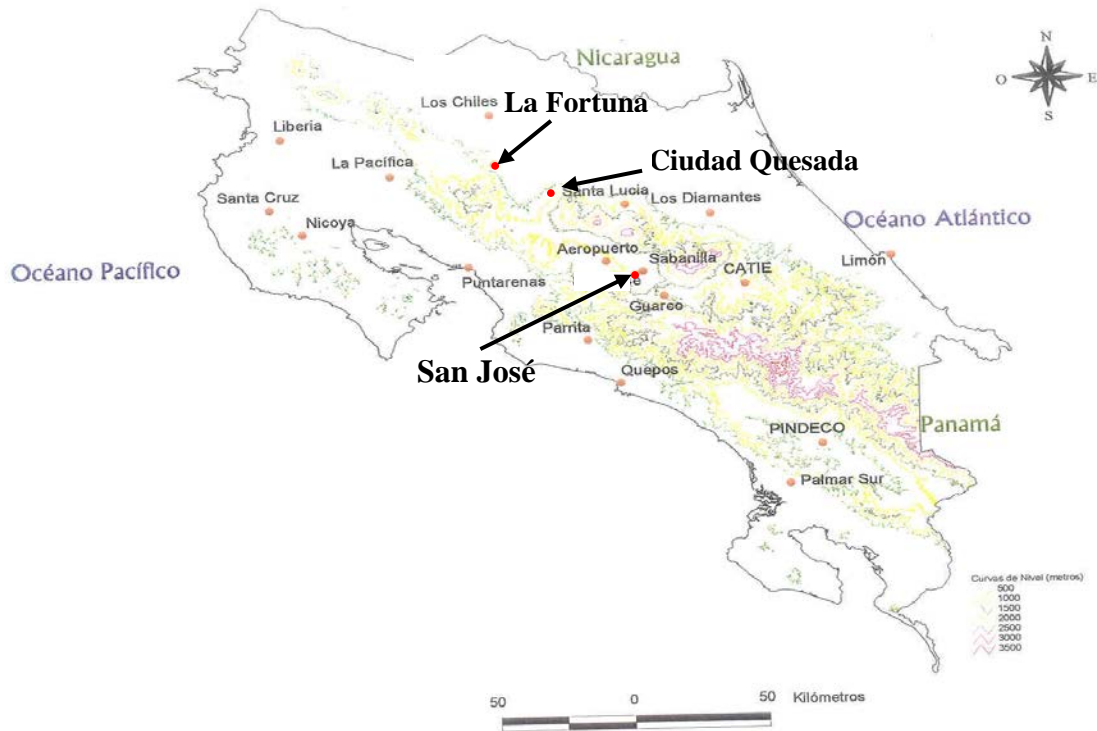 Nicaragua
N
O
E
S
Los Chiles
La Fortuna
Liberia
La Pacífica
Ciudad Quesada
Santa Lucia
Los Diamantes
Santa Cruz
Nicoya
Océano Atlántico
Aeropuerto
Sabanilla
Limón
Océano Pacífico
Puntarenas
CATIE
e
Guarco
Parrita
San José
Quepos
PINDECO
Panamá
Palmar Sur
Curvas de Nivel (metros)
500
1000
1500
2000
2500
3000
3500
50
0
50
Kilómetros